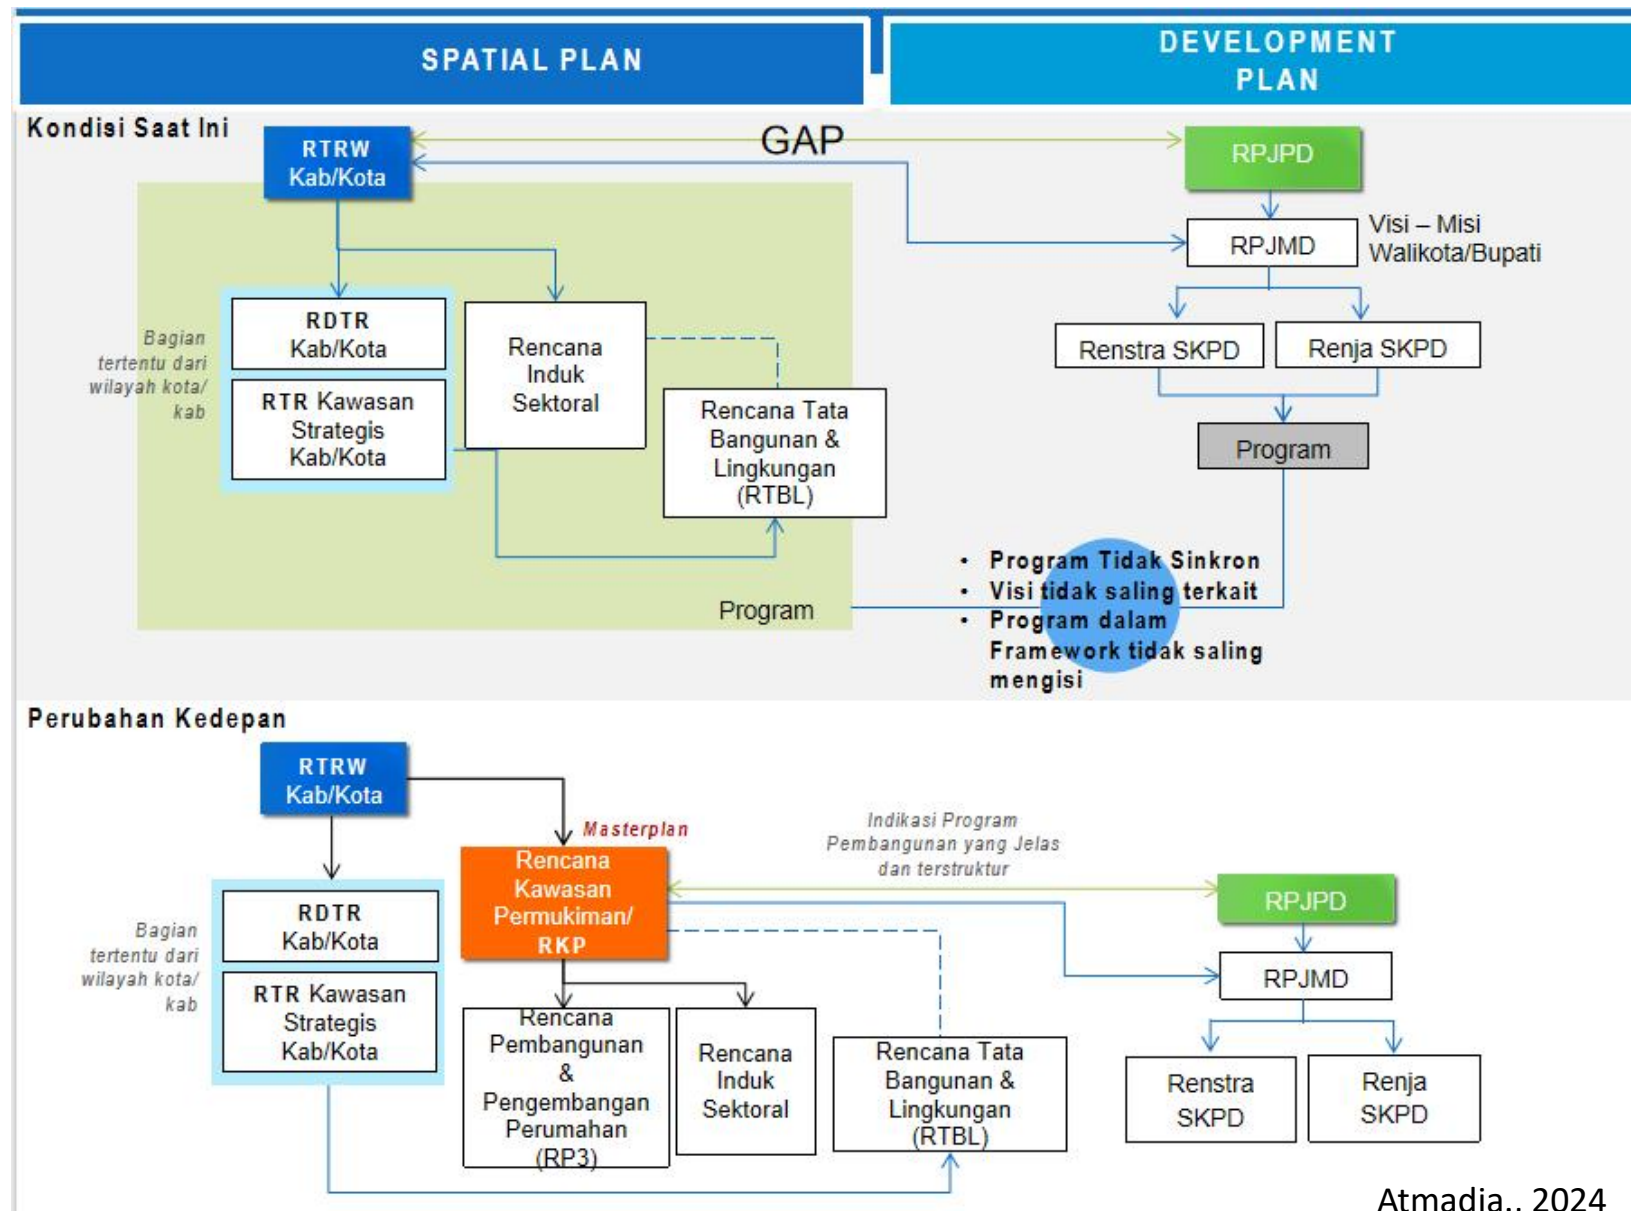 SPATIAL PLAN
DEVELOPMENT
PLAN
Kondisi Saat Ini
RTRW
Kab/Kota
GAP
RPJPD
RPJMD
Visi – Misi
Walikota/Bupati
Bagian
tertentu dari
wilayah kota/
kab
RDTR
Kab/Kota
RTR Kawasan
Strategis
Kab/Kota
Rencana
Induk
Sektoral
Rencana Tata
Bangunan &
Lingkungan
(RTBL)
Renstra SKPD
Renja SKPD
Program
Program
• Program Tidak Sinkron
• Visi tidak saling terkait
• Program dalam
Framework tidak saling
mengisi
Perubahan Kedepan
RTRW
Kab/Kota
Masterplan
Rencana
Kawasan
Permukiman/
RKP
Indikasi Program
Pembangunan yang Jelas
dan terstruktur
RPJPD
RPJMD
Bagian
tertentu dari
wilayah kota/
kab
RDTR
Kab/Kota
RTR Kawasan
Strategis
Kab/Kota
Rencana
Pembangunan
&
Pengembangan
Perumahan
(RP3)
Rencana
Induk
Sektoral
Rencana Tata
Bangunan &
Lingkungan
(RTBL)
Renstra
SKPD
Renja
SKPD
Atmadja., 2024